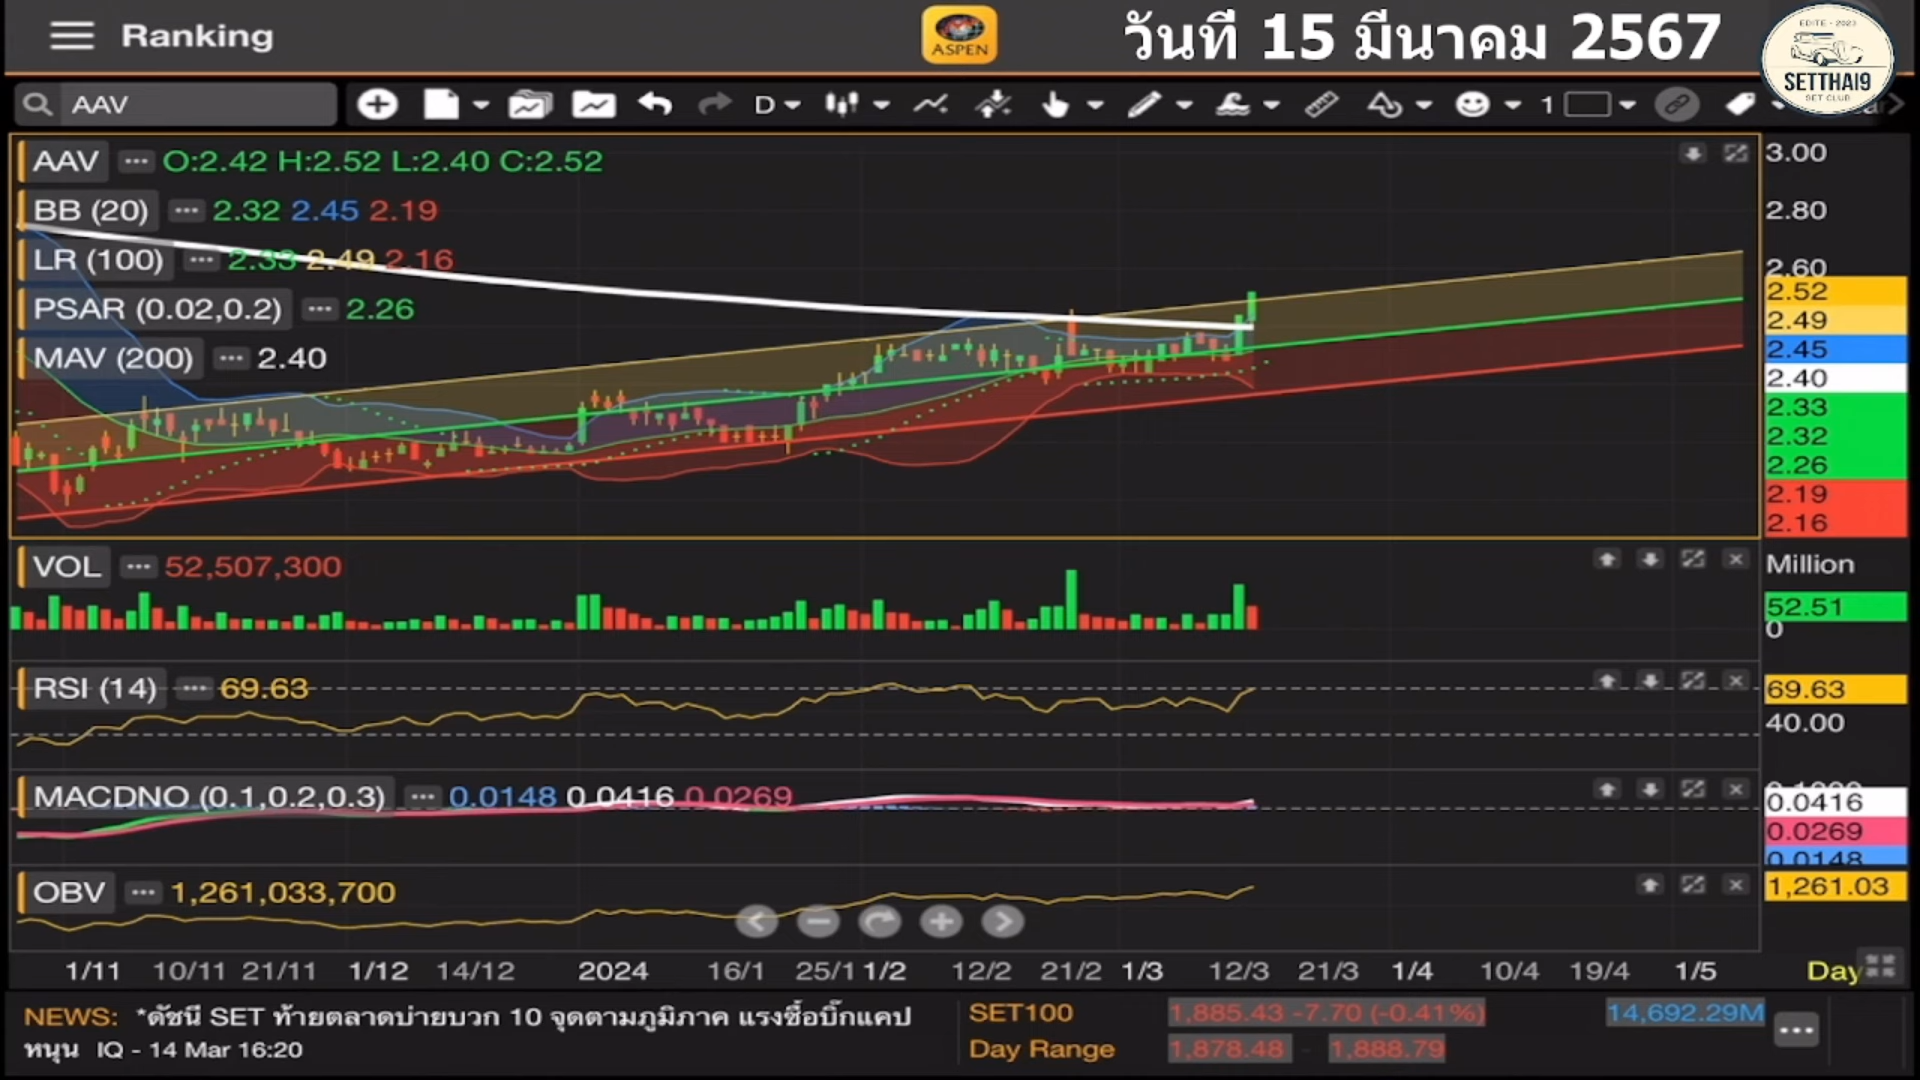 Ranking
ASPEN
วันที่ 15 มีนาคม 2567
EDITE - 2023
SETTHAI9
SET CLUB
AAV
D
1
AAV O:2.42 H:2.52 L:2.40 C:2.52
BB (20) 2.32 2.45 2.19
LR (100) 2.33 2.49 2.16
PSAR (0.02,0.2) 2.26
MAV (200) 2.40
3.00
2.80
2.60
2.52
2.49
2.45
2.40
2.33
2.32
2.26
2.19
2.16
VOL 52,507,300
Million
52.51
0
RSI (14) 69.63
69.63
40.00
MACDNO (0.1,0.2,0.3) 0.0148 0.0416 0.0269
0.0416
0.0269
0.0148
OBV 1,261,033,700
1,261.03
1/11 10/11 21/11 1/12 14/12 2024 16/1 25/1 1/2 12/2 21/2 1/3 12/3 21/3 1/4 10/4 19/4 1/5 Day
NEWS: *ดัชนี SET ท้ายตลาดบ่ายบวก 10 จุดตามภูมิภาค แรงซื้อบิ๊กแคป
หนุน IQ - 14 Mar 16:20
SET100 1,885.43 -7.70 (-0.41%) 14,692.29M
Day Range 1,878.48 - 1,888.79